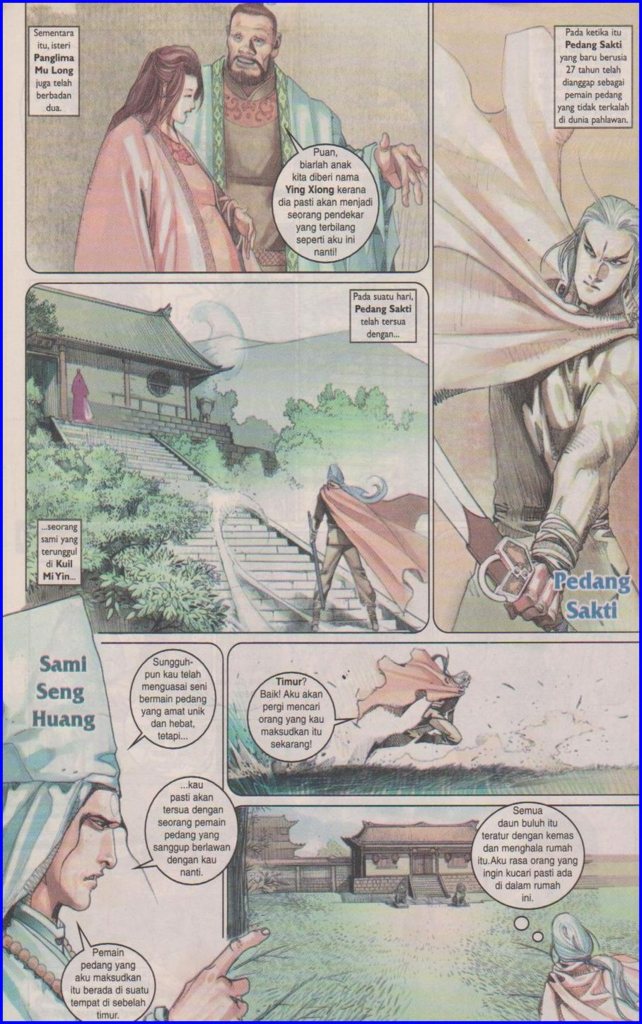 Sementara
itu, isteri
Panglima
Mu Long
juga telah
berbadan
dua.
Puan,
biarlah anak
kita diberi nama
Ying Xiong kerana
dia pasti akan menjadi
seorang pendekar
yang terbilang
seperti aku ini
nanti!
Pada ketika itu
Pedang Sakti
yang baru berusia
27 tahun telah
dianggap sebagai
pemain pedang
yang tidak terkalah
di dunia pahlawan.
Pedang
Sakti
Pada suatu hari,
Pedang Sakti
telah tersua
dengan...
...seorang
sami yang
terunggul
di Kuil
Mi Yin...
Sami
Seng
Huang
Sungguh-
pun kau telah
menguasai seni
bermain pedang
yang amat unik
dan hebat,
tetapi...
...kau
pasti akan
tersua dengan
seorang pemain
pedang yang
sanggup berlawan
dengan kau
nanti.
Pemain
pedang yang
aku maksudkan
itu berada di suatu
tempat di sebelah
timur.
Timur?
Baik! Aku akan
pergi mencari
orang yang kau
maksudkan itu
sekarang!
Semua
daun buluh itu
teratur dengan kemas
dan menghala rumah
itu.Aku rasa orang yang
ingin kucari pasti ada
di dalam rumah
ini.